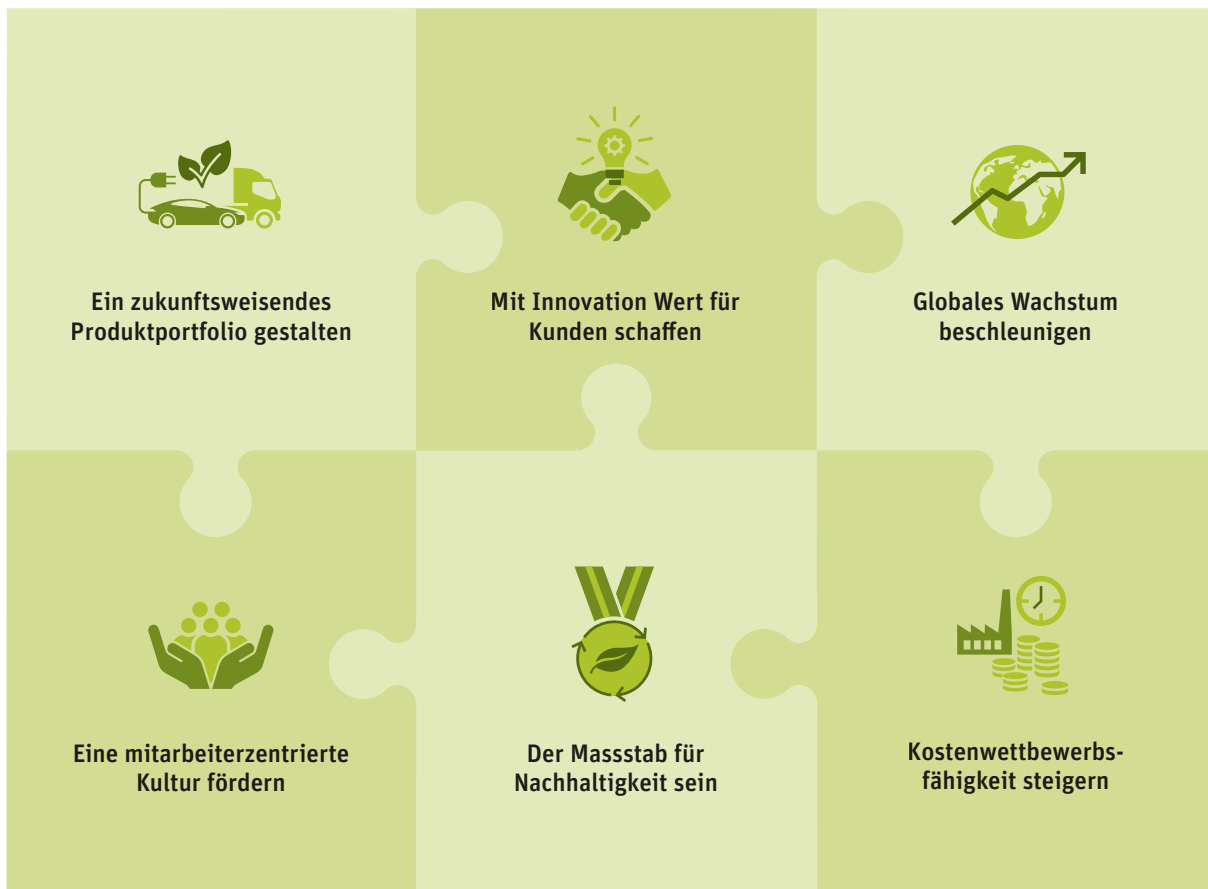 Ein zukunftsweisendes
Produktportfolio gestalten
Mit Innovation Wert für
Kunden schaffen
Globales Wachstum
beschleunigen
Eine mitarbeiterzentrierte
Kultur fördern
Der Massstab für
Nachhaltigkeit sein
Kostenwettbewerbs-
fähigkeit steigern